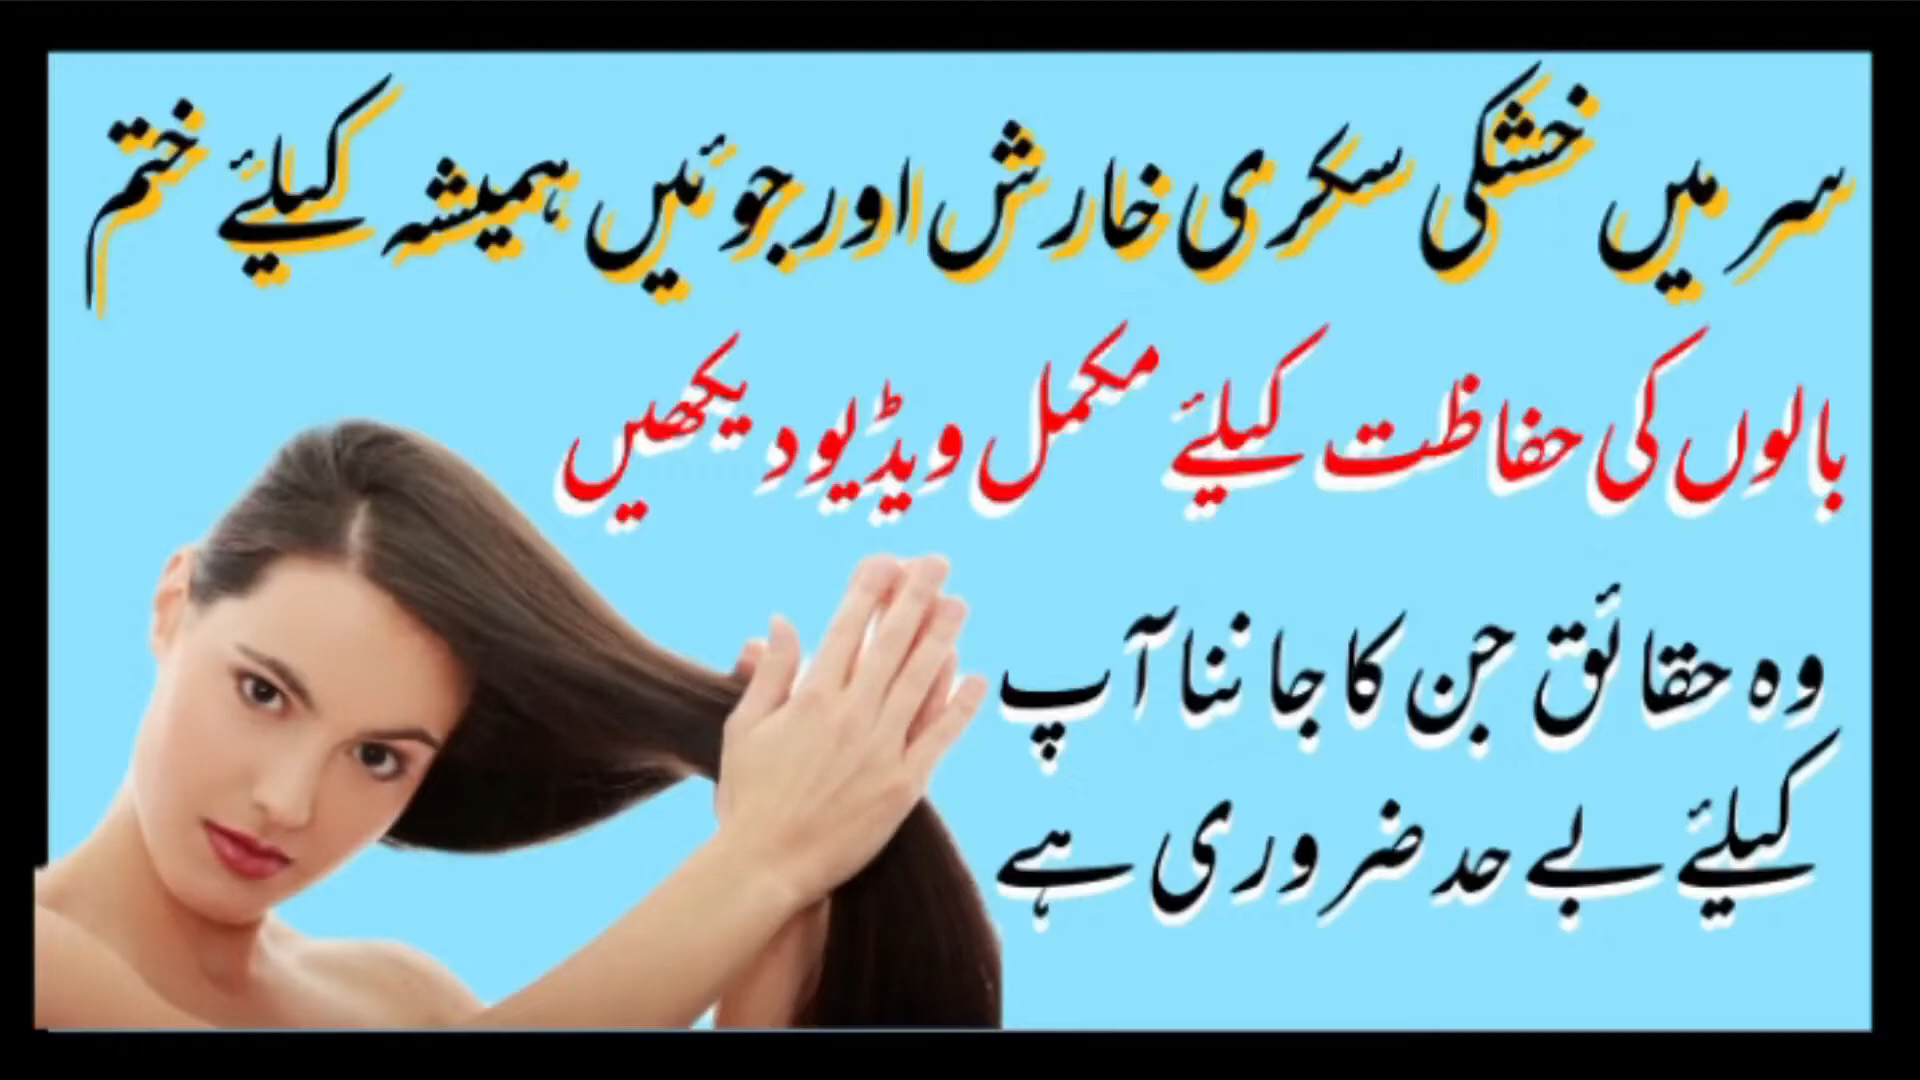 سر میں خشکی سکری خارش اور جوئیں ہمیشہ کیلئے ختم
بالوں کی حفاظت کیلئے مکمل ویڈیو دیکھیں
وہ حقائق جن کا جاننا آپ
کیلئے بے حد ضروری ہے